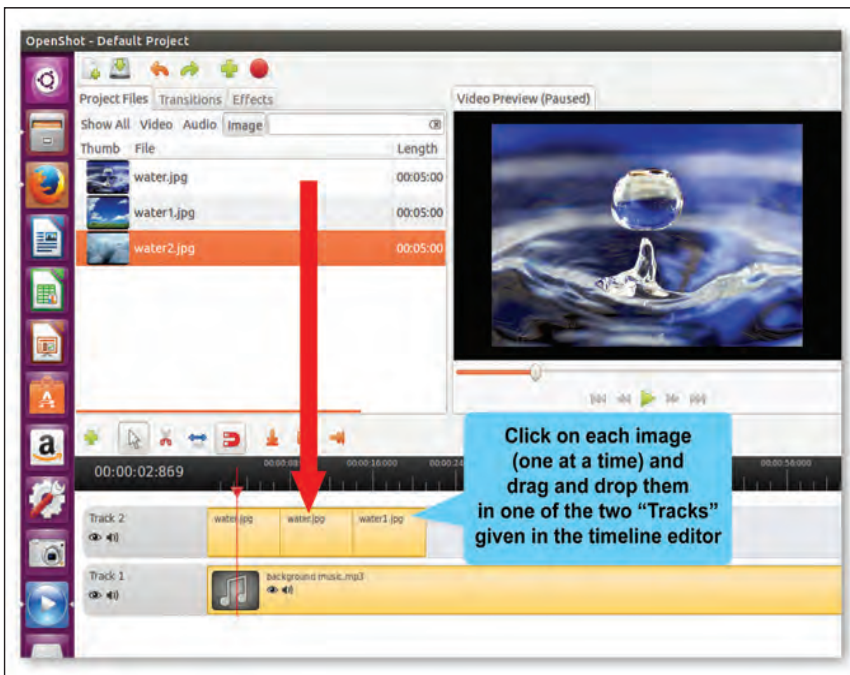 OpenShot - Default Project
Project Files Transitions Effects
Video Preview (Paused)
Show All Video Audio Image
Thumb File Length
water.jpg 00:05:00
water1.jpg 00:05:00
water2.jpg 00:05:00
Click on each image
(one at a time) and
drag and drop them
in one of the two “Tracks”
given in the timeline editor
00:00:02:869
00:00:16:000
00:00:56:000
Track 2
water.jpg water.jpg water1.jpg
Track 1
background music.mp3
a